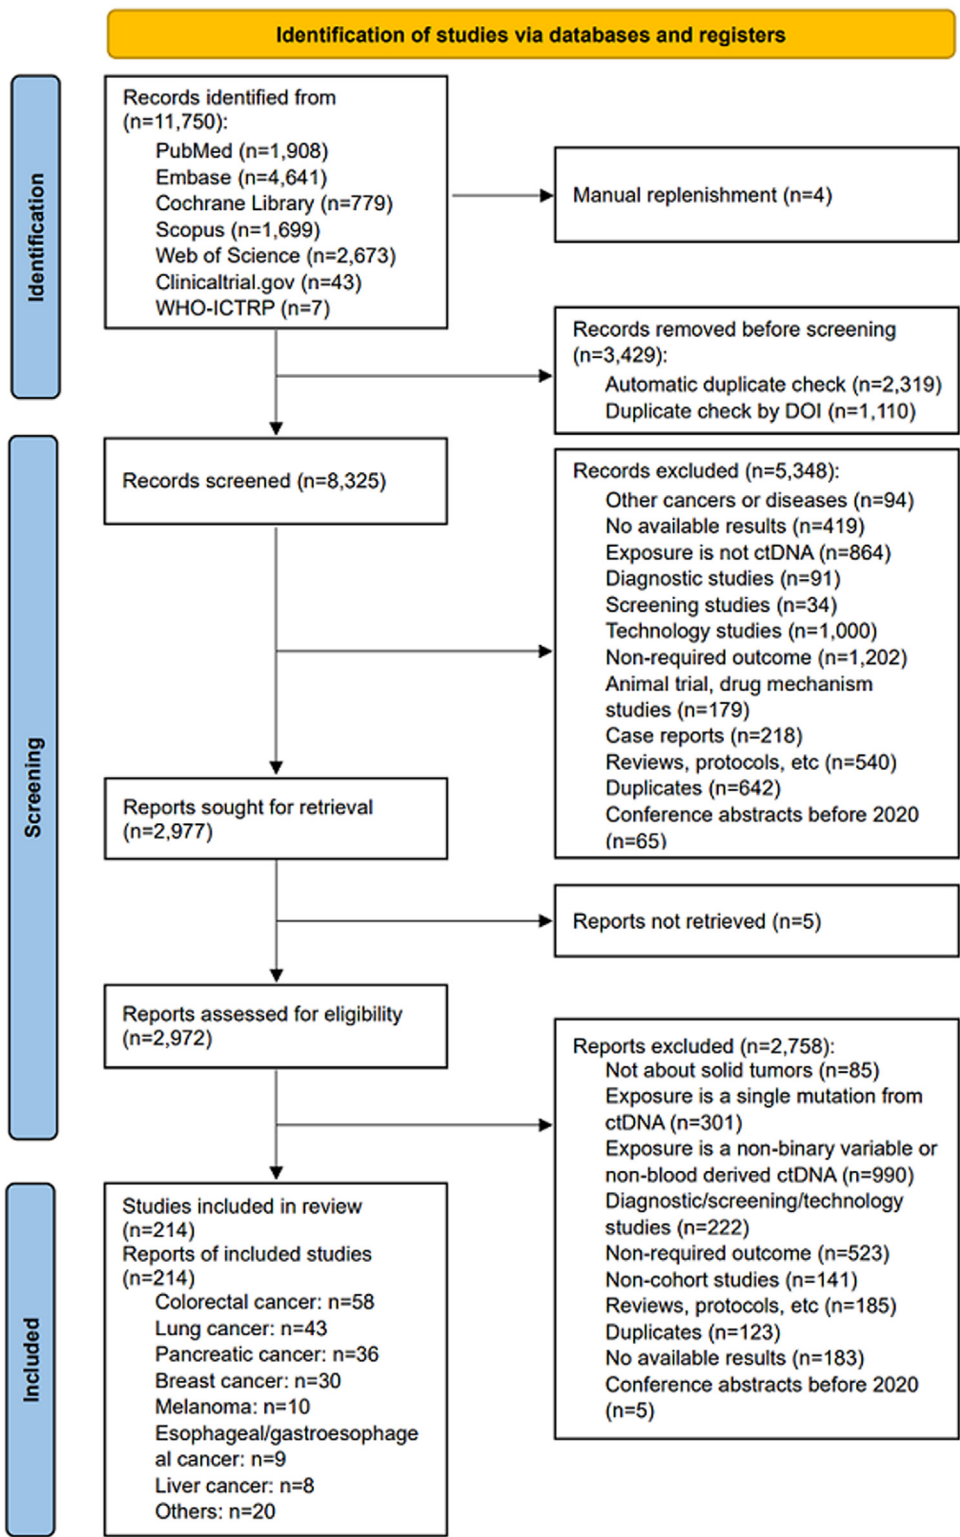 Identification of studies via databases and registers
Identification
Records identified from
(n=11,750):
PubMed (n=1,908)
Embase (n=4,641)
Cochrane Library (n=779)
Scopus (n=1,699)
Web of Science (n=2,673)
Clinicaltrial.gov (n=43)
WHO-ICTRP (n=7)
Manual replenishment (n=4)
Records removed before screening
(n=3,429):
Automatic duplicate check (n=2,319)
Duplicate check by DOI (n=1,110)
Screening
Records screened (n=8,325)
Records excluded (n=5,348):
Other cancers or diseases (n=94)
No available results (n=419)
Exposure is not ctDNA (n=864)
Diagnostic studies (n=91)
Screening studies (n=34)
Technology studies (n=1,000)
Non-required outcome (n=1,202)
Animal trial, drug mechanism
studies (n=179)
Case reports (n=218)
Reviews, protocols, etc (n=540)
Duplicates (n=642)
Conference abstracts before 2020
(n=65)
Reports sought for retrieval
(n=2,977)
Reports not retrieved (n=5)
Reports assessed for eligibility
(n=2,972)
Reports excluded (n=2,758):
Not about solid tumors (n=85)
Exposure is a single mutation from
ctDNA (n=301)
Exposure is a non-binary variable or
non-blood derived ctDNA (n=990)
Diagnostic/screening/technology
studies (n=222)
Non-required outcome (n=523)
Non-cohort studies (n=141)
Reviews, protocols, etc (n=185)
Duplicates (n=123)
No available results (n=183)
Conference abstracts before 2020
(n=5)
Included
Studies included in review
(n=214)
Reports of included studies
(n=214)
Colorectal cancer: n=58
Lung cancer: n=43
Pancreatic cancer: n=36
Breast cancer: n=30
Melanoma: n=10
Esophageal/gastroesophage
al cancer: n=9
Liver cancer: n=8
Others: n=20